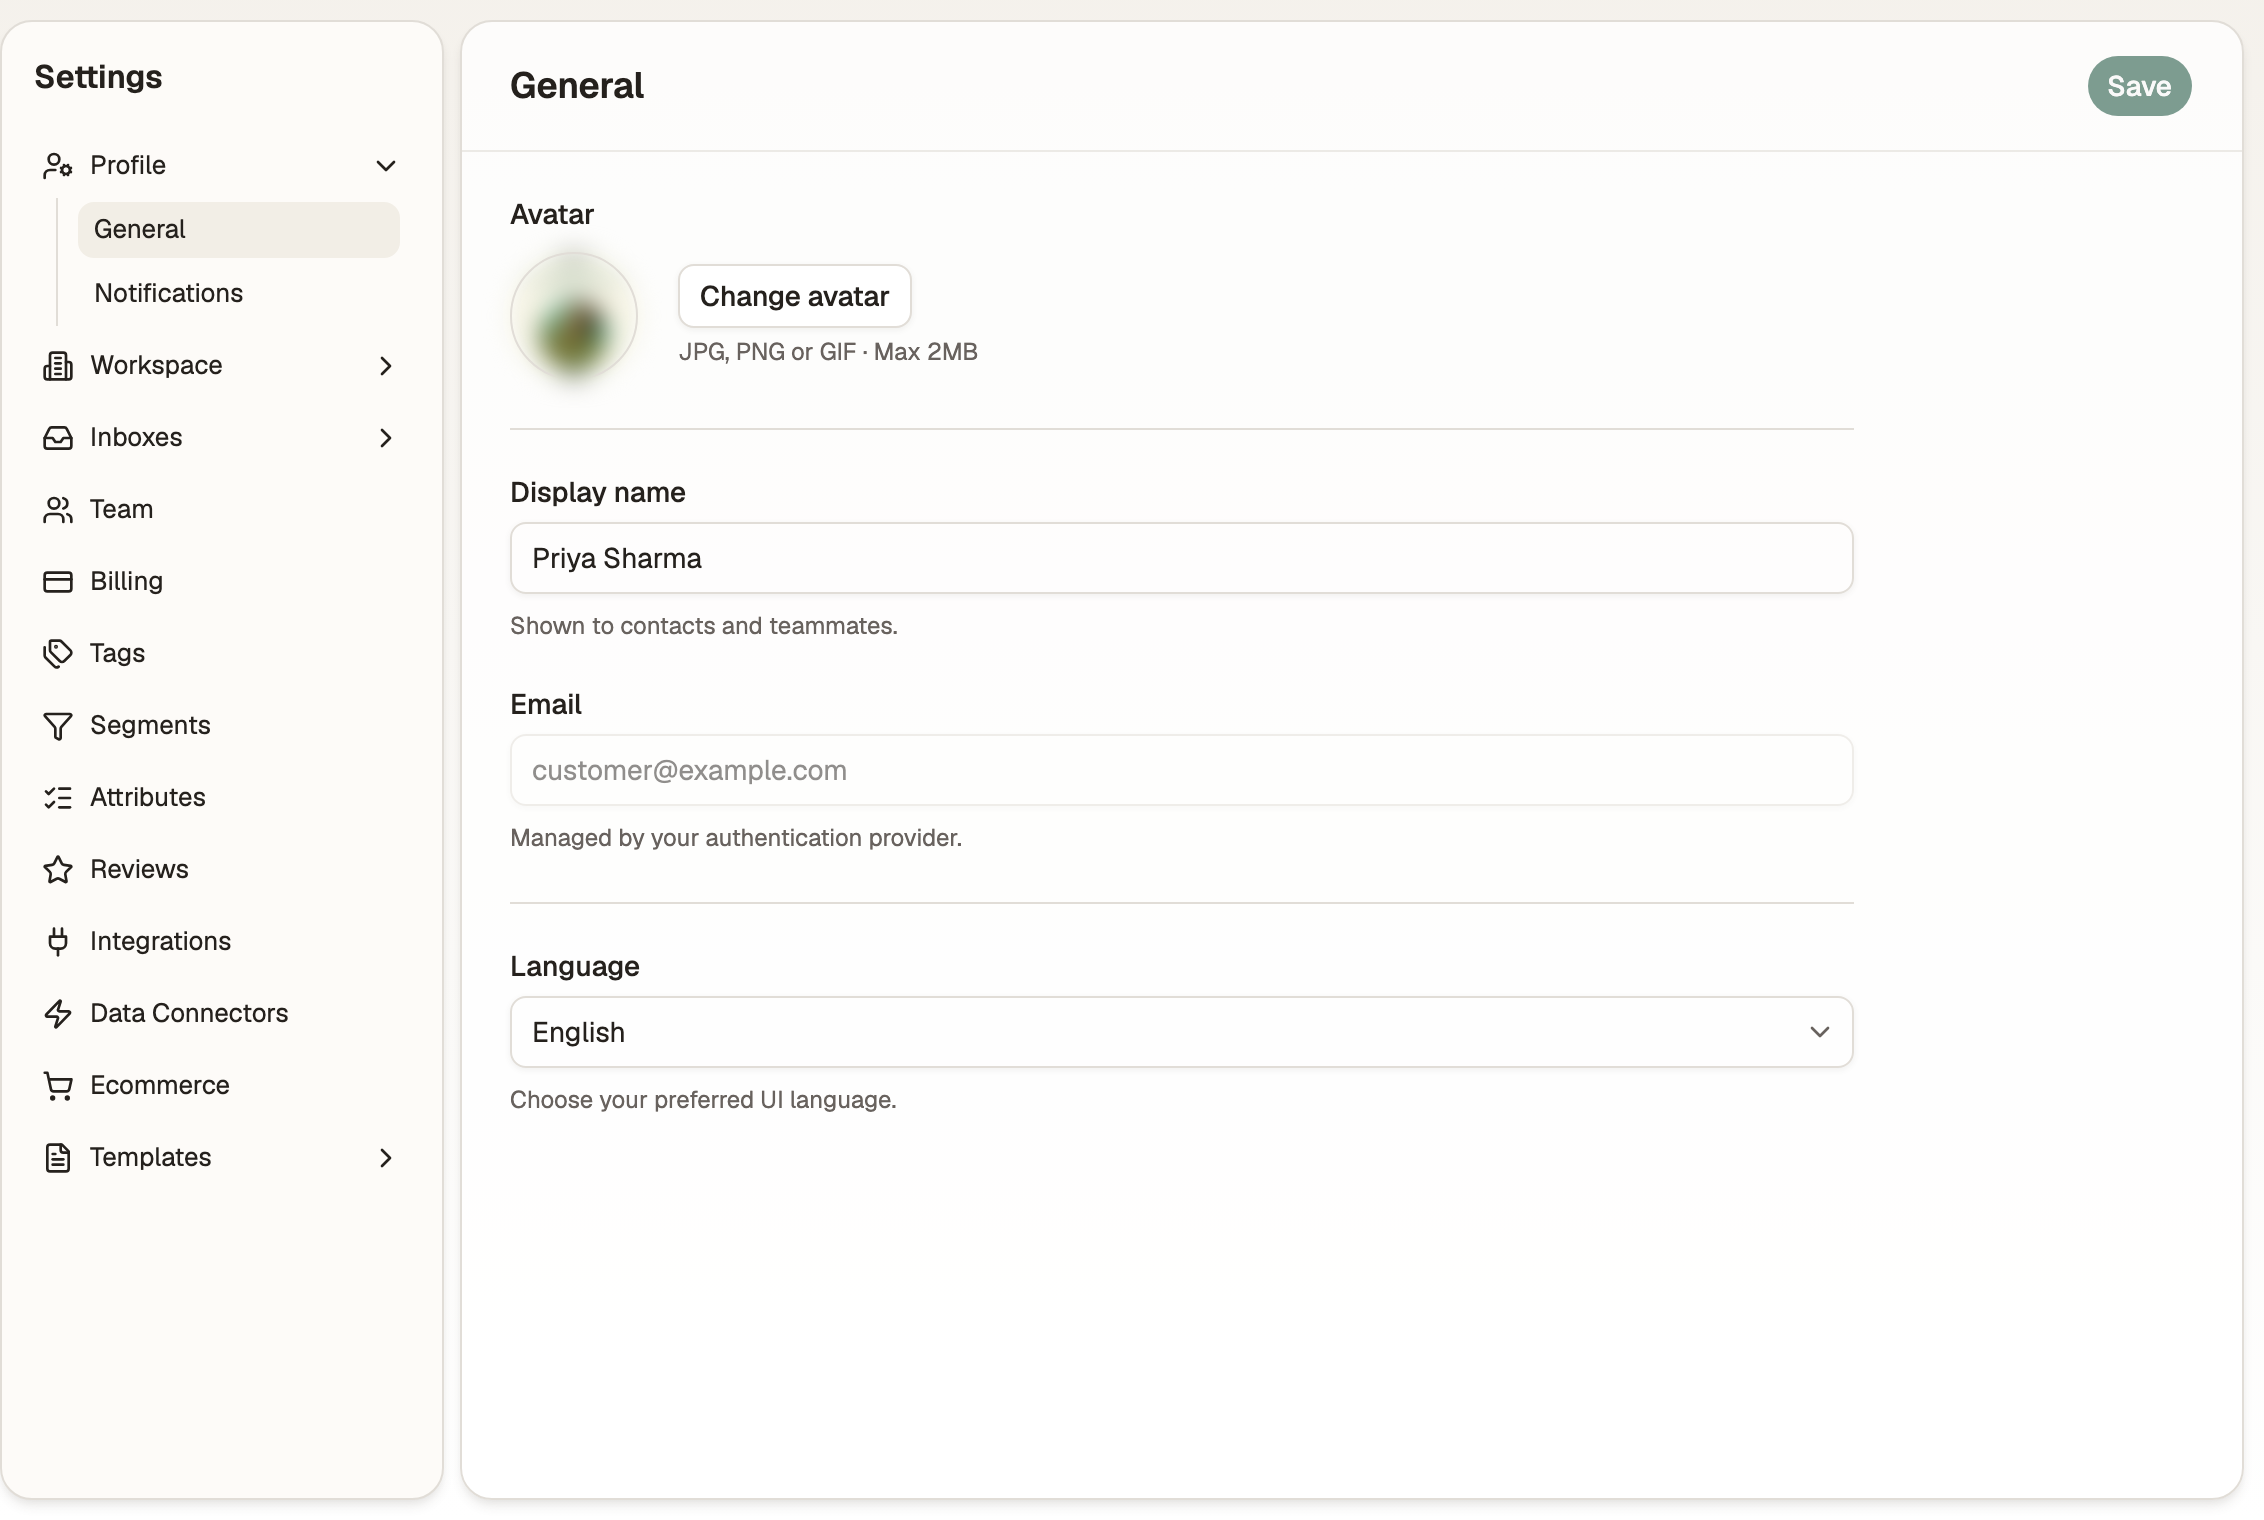 Settings
Profile
General
Notifications
Workspace
Inboxes
Team
Billing
Tags
Segments
Attributes
Reviews
Integrations
Data Connectors
Ecommerce
Templates
General
Save
Avatar
Change avatar
JPG, PNG or GIF · Max 2MB
Display name
Priya Sharma
Shown to contacts and teammates.
Email
customer@example.com
Managed by your authentication provider.
Language
English
Choose your preferred UI language.